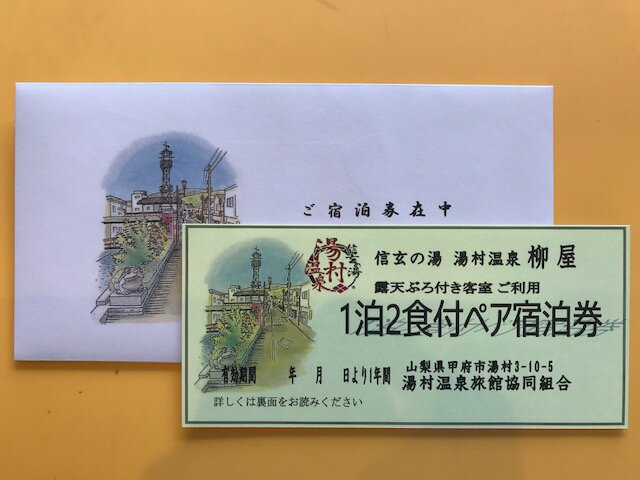 ご宿泊券在中
湯村
温泉
信玄の湯 湯村温泉 柳屋
露天ぶろ付き客室 ご利用
1泊2食付ペア宿泊券
有効期間 年 月 日より1年間
山梨県甲府市湯村3-10-5
湯村温泉旅館協同組合
詳しくは裏面をお読みください